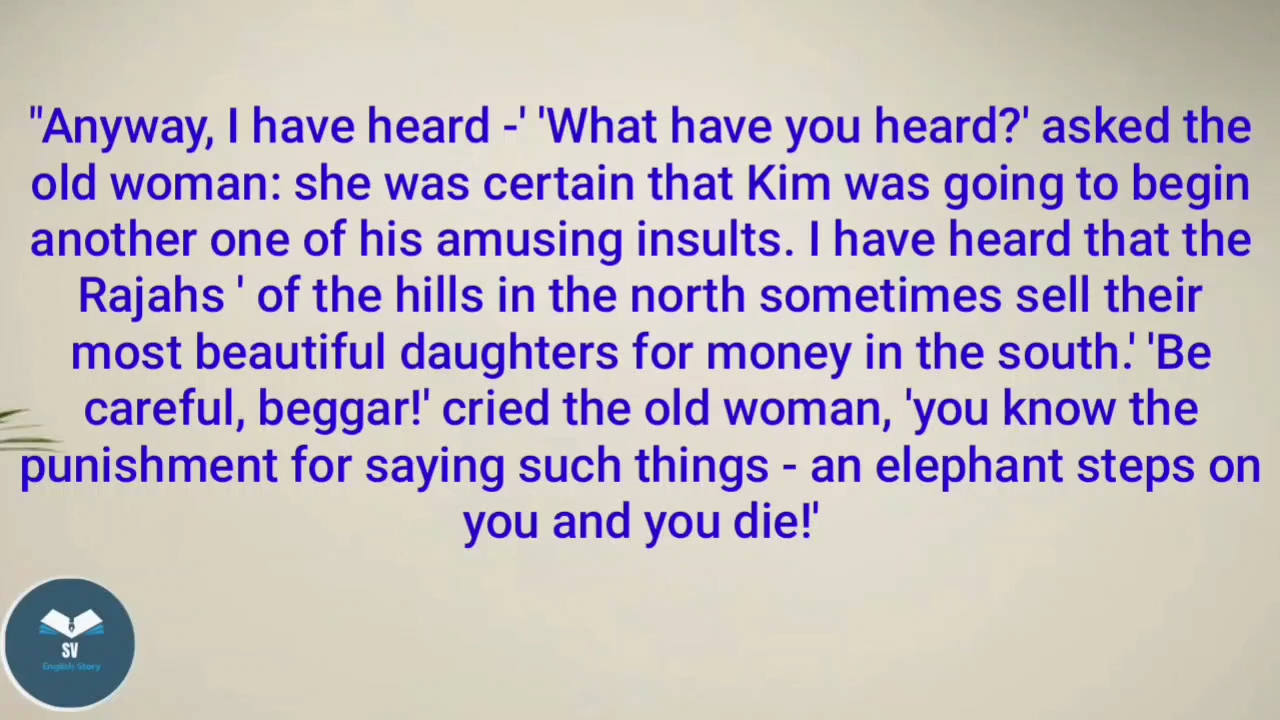 "Anyway, I have heard -' 'What have you heard?' asked the
old woman: she was certain that Kim was going to begin
another one of his amusing insults. I have heard that the
Rajahs ' of the hills in the north sometimes sell their
most beautiful daughters for money in the south.' 'Be
careful, beggar!' cried the old woman, 'you know the
punishment for saying such things - an elephant steps on
you and you die!'
SV
English Story